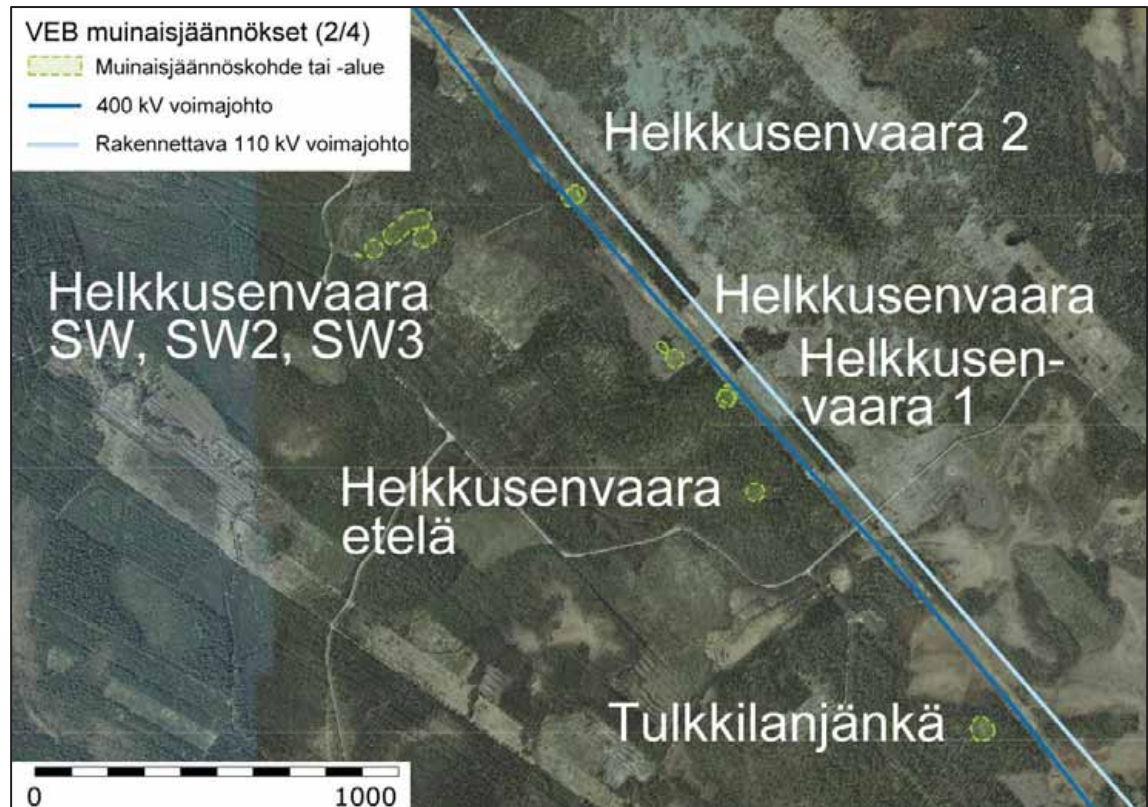 VEB muinaisjäännökset (2/4)
Muinaisjäännöskohde tai -alue
400 kV voimajohto
Rakennettava 110 kV voimajohto
Helkkusenvaara 2
Helkkusenvaara
SW, SW2, SW3
Helkkusenvaara
Helkkusen-
vaara 1
Helkkusenvaara
etelä
Tulkkilanjänkä
0 1000